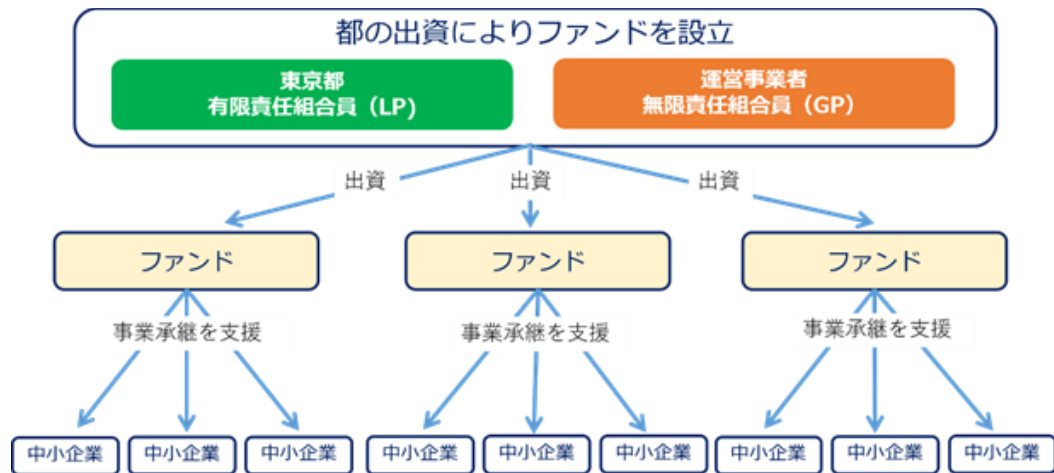 都の出資によりファンドを設立
東京都
有限責任組合員（LP)
運営事業者
無限責任組合員（GP）
出資
出資
出資
ファンド
ファンド
ファンド
事業承継を支援
事業承継を支援
事業承継を支援
中小企業
中小企業
中小企業
中小企業
中小企業
中小企業
中小企業
中小企業
中小企業